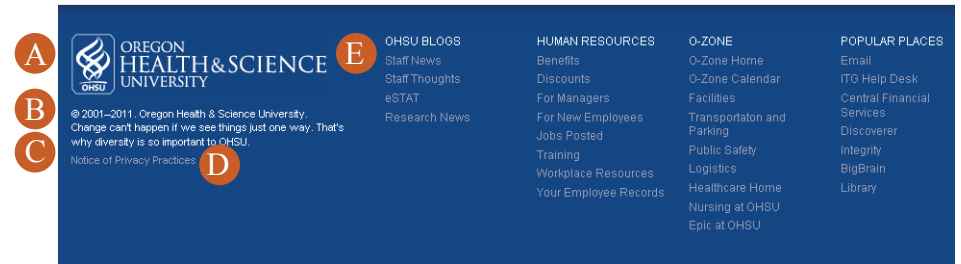 A
OREGON
HEALTH&SCIENCE
UNIVERSITY
OHSU
B
© 2001–2011. Oregon Health & Science University.
Change can't happen if we see things just one way. That's
C
why diversity is so important to OHSU.
Notice of Privacy Practices
D
E
OHSU BLOGS
Staff News
Staff Thoughts
eSTAT
Research News
HUMAN RESOURCES
Benefits
Discounts
For Managers
For New Employees
Jobs Posted
Training
Workplace Resources
Your Employee Records
O-ZONE
O-Zone Home
O-Zone Calendar
Facilities
Transportaton and
Parking
Public Safety
Logistics
Healthcare Home
Nursing at OHSU
Epic at OHSU
POPULAR PLACES
Email
ITG Help Desk
Central Financial
Services
Discoverer
Integrity
BigBrain
Library